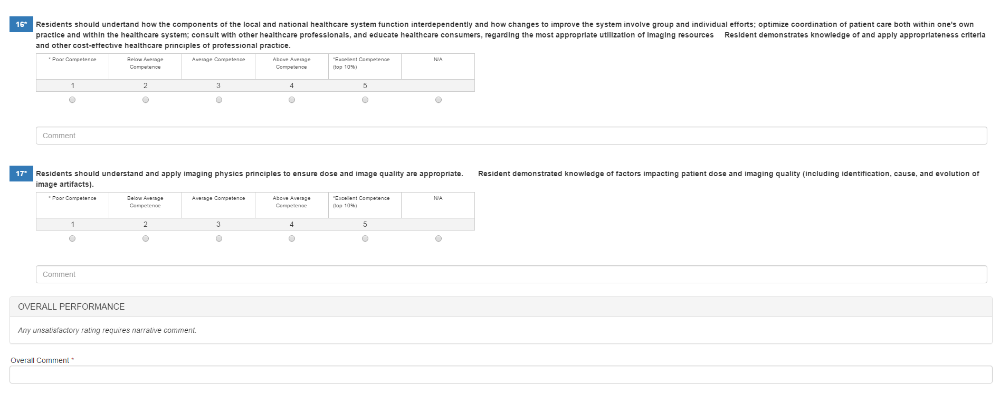 16* Residents should undertand how the components of the local and national healthcare system function interdependently and how changes to improve the system involve group and individual efforts; optimize coordination of patient care both within one's own
practice and within the healthcare system; consult with other healthcare professionals, and educate healthcare consumers, regarding the most appropriate utilization of imaging resources Resident demonstrates knowledge of and apply appropriateness criteria
and other cost-effective healthcare principles of professional practice.
* Poor Competence Below Average Average Competence Above Average *Excellent Competence N/A
Competence Competence (top 10%)
1 2 3 4 5
Comment
17* Residents should understand and apply imaging physics principles to ensure dose and image quality are appropriate. Resident demonstrated knowledge of factors impacting patient dose and imaging quality (including identification, cause, and evolution of
image artifacts).
* Poor Competence Below Average Average Competence Above Average *Excellent Competence N/A
Competence Competence (top 10%)
1 2 3 4 5
Comment
OVERALL PERFORMANCE
Any unsatisfactory rating requires narrative comment.
Overall Comment *